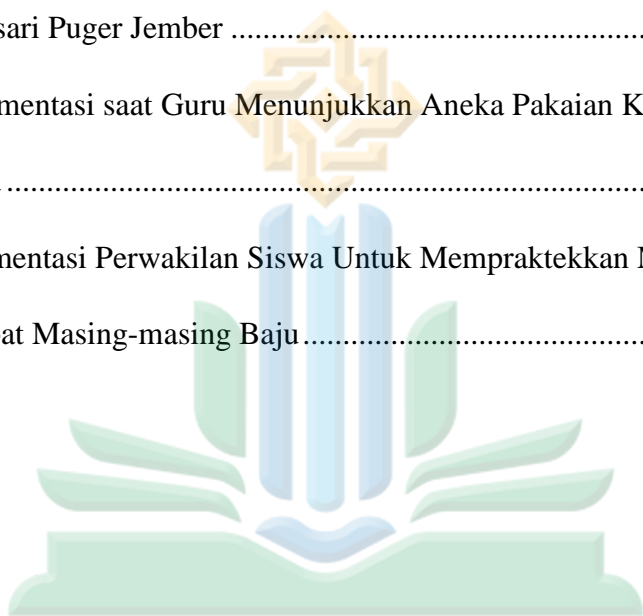 sari Puger Jember ....................................................
mentasi saat Guru Menunjukkan Aneka Pakaian K
....................................................................................
mentasi Perwakilan Siswa Untuk Mempraktekkan
at Masing-masing Baju ...........................................